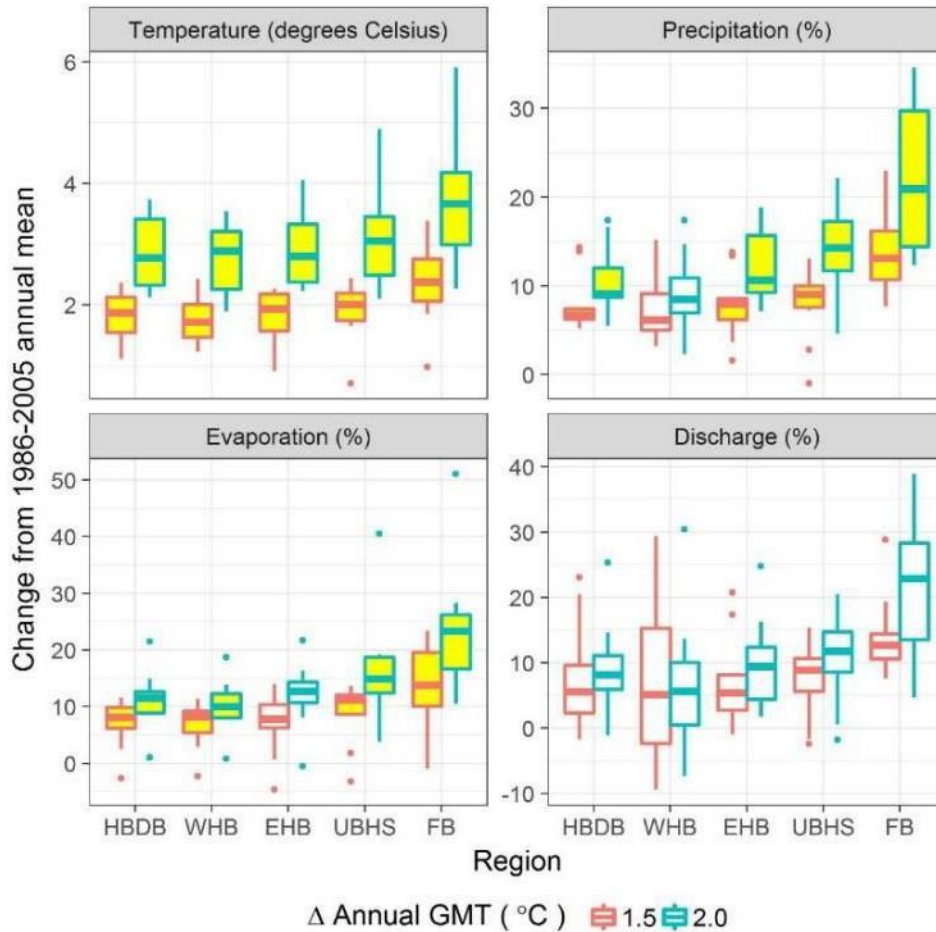 Temperature (degrees Celsius)
Precipitation (%)
6
4
2
30
20
10
0
Change from 1986-2005 annual mean
Evaporation (%)
Discharge (%)
50
40
30
20
10
0
40
30
20
10
0
-10
HBDB WHB EHB UBHS FB
HBDB WHB EHB UBHS FB
Region
Δ Annual GMT ( °C) 1.5 2.0